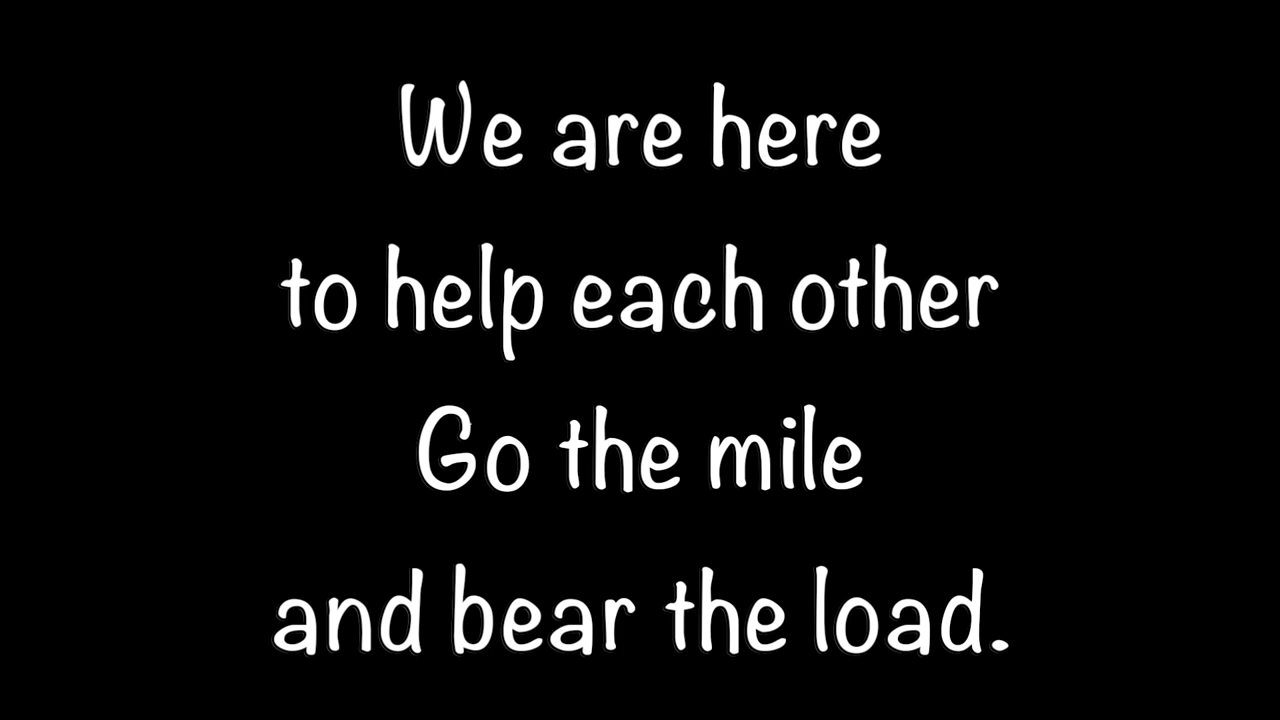 We are here
to help each other
Go the mile
and bear the load.